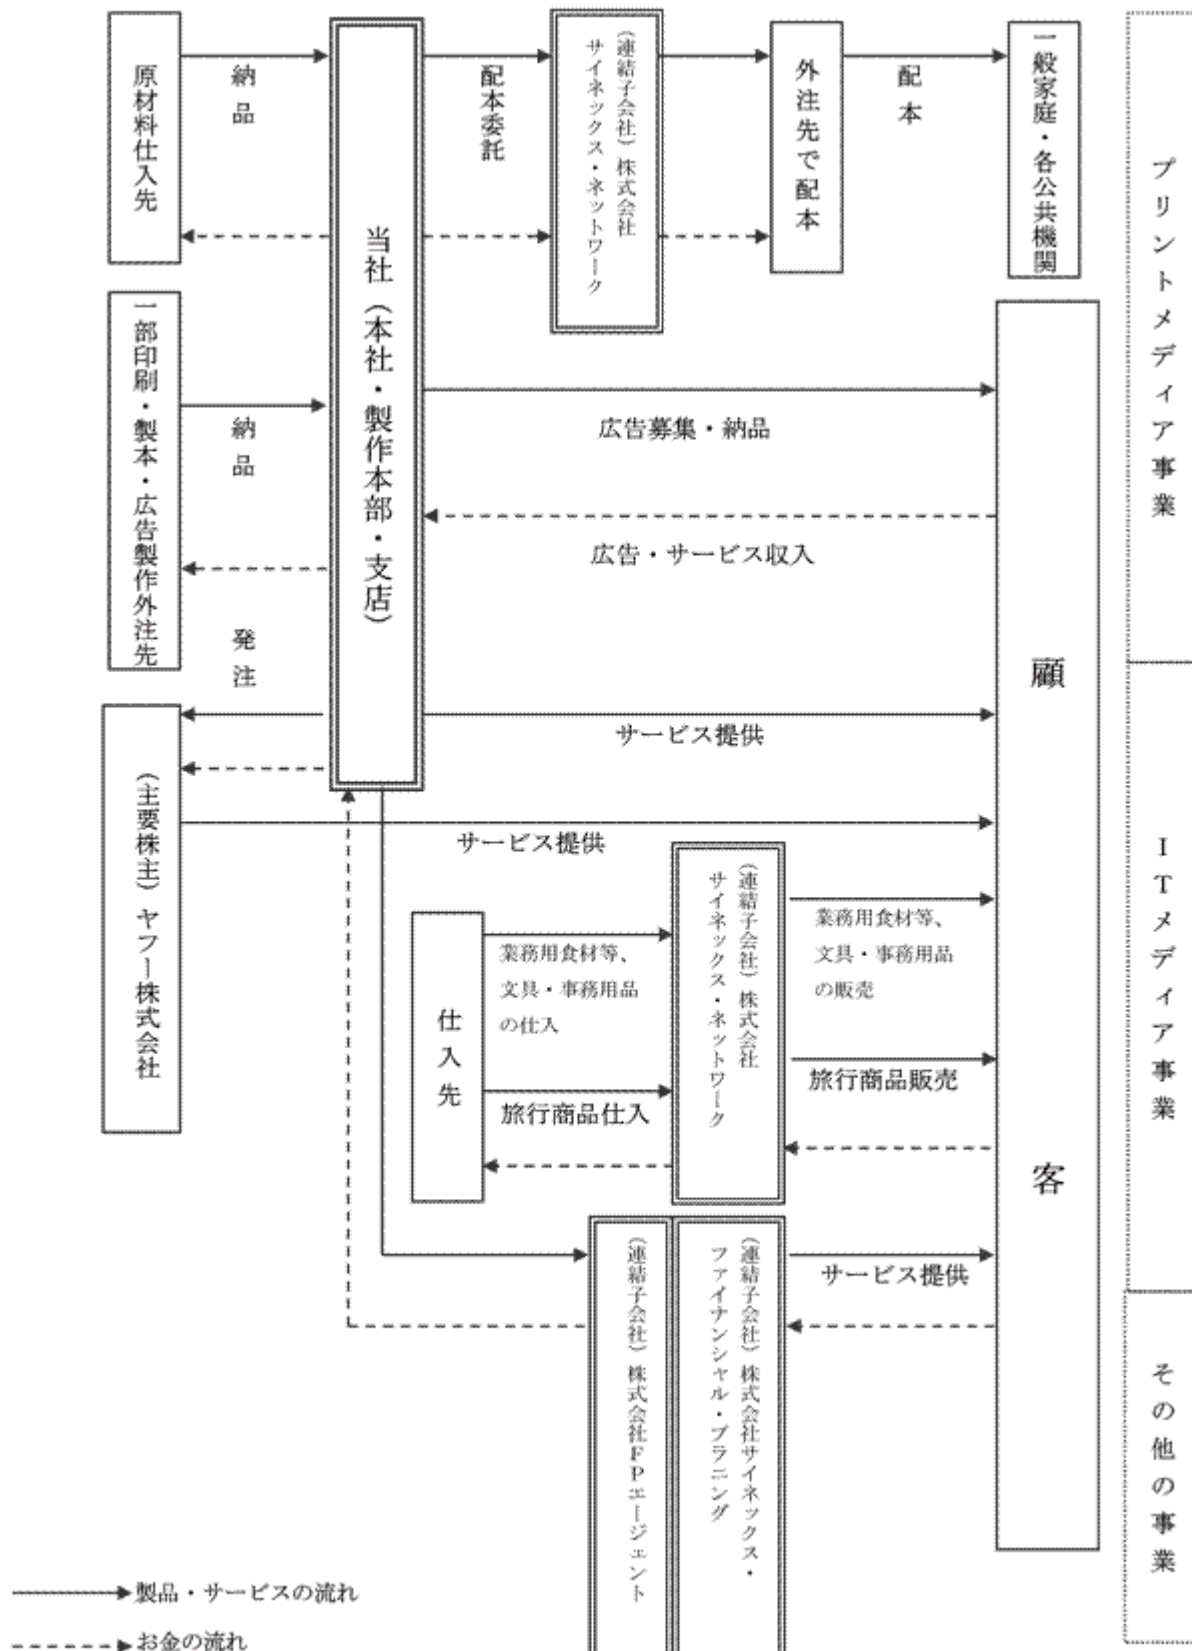 原材料仕入先
納品
当社（本社・製作本部・支店）
配本委託
（連結子会社）株式会社
サイネックス・ネットワーク
外注先で配本
配本
一般家庭・各公共機関
プリントメディア事業
一部印刷・製本・広告製作外注先
納品
広告募集・納品
広告・サービス収入
発注
顧客
（主要株主）ヤフー株式会社
サービス提供
サービス提供
ITメディア事業
仕入先
業務用食材等、
文具・事務用品
の仕入
旅行商品仕入
（連結子会社）株式会社
サイネックス・ネットワーク
業務用食材等、
文具・事務用品
の販売
旅行商品販売
（連結子会社）株式会社サイネックス・
ファイナンシャル・プラニング
（連結子会社）株式会社FPエージェント
サービス提供
その他の事業
製品・サービスの流れ
お金の流れ